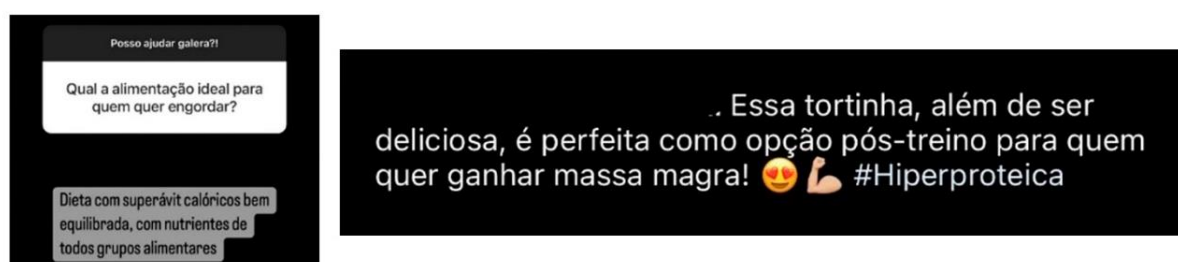 Posso ajudar galera?!
Qual a alimentação ideal para
quem quer engordar?
Dieta com superávit calóricos bem
equilibrada, com nutrientes de
todos grupos alimentares
. Essa tortinha, além de ser
deliciosa, é perfeita como opção pós-treino para quem
quer ganhar massa magra! 😍💪🏼 #Hiperproteica